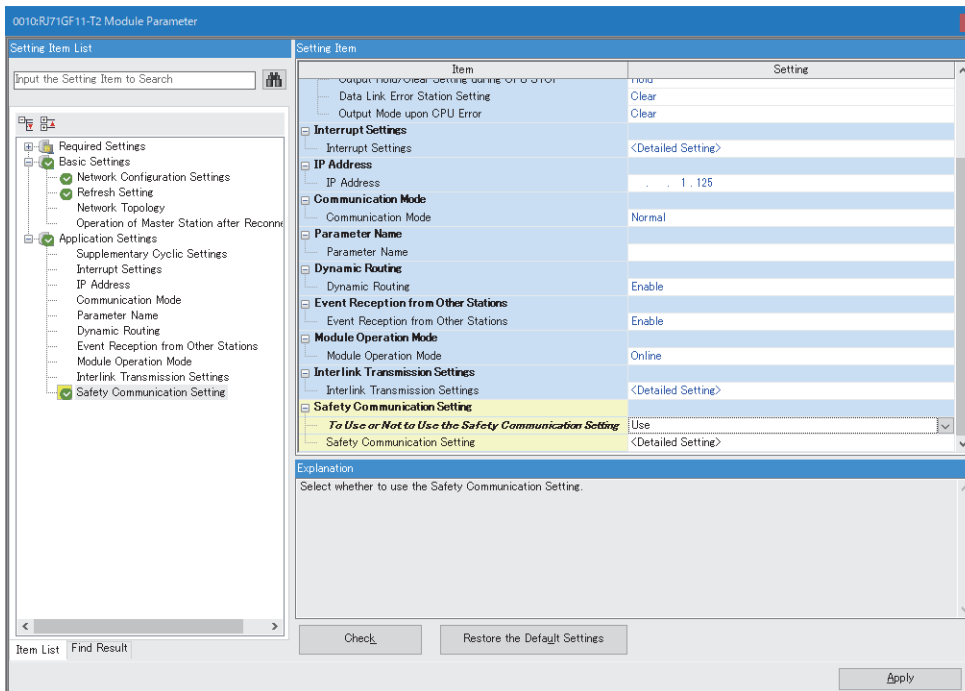 0010:RJ71GF11-T2 Module Parameter
Setting Item List
Input the Setting Item to Search
Required Settings
Basic Settings
Network Configuration Settings
Refresh Setting
Network Topology
Operation of Master Station after Reconne
Application Settings
Supplementary Cyclic Settings
Interrupt Settings
IP Address
Communication Mode
Parameter Name
Dynamic Routing
Event Reception from Other Stations
Module Operation Mode
Interlink Transmission Settings
Safety Communication Setting
Item List Find Result
Setting Item
Item Setting
Output Hold/Clear Setting during CPU STOP Hold
Data Link Error Station Setting Clear
Output Mode upon CPU Error Clear
Interrupt Settings
Interrupt Settings <Detailed Setting>
IP Address
IP Address . . 1 . 125
Communication Mode
Communication Mode Normal
Parameter Name
Parameter Name
Dynamic Routing
Dynamic Routing Enable
Event Reception from Other Stations
Event Reception from Other Stations Enable
Module Operation Mode
Module Operation Mode Online
Interlink Transmission Settings
Interlink Transmission Settings <Detailed Setting>
Safety Communication Setting
To Use or Not to Use the Safety Communication Setting Use
Safety Communication Setting <Detailed Setting>
Explanation
Select whether to use the Safety Communication Setting.
Check Restore the Default Settings
Apply